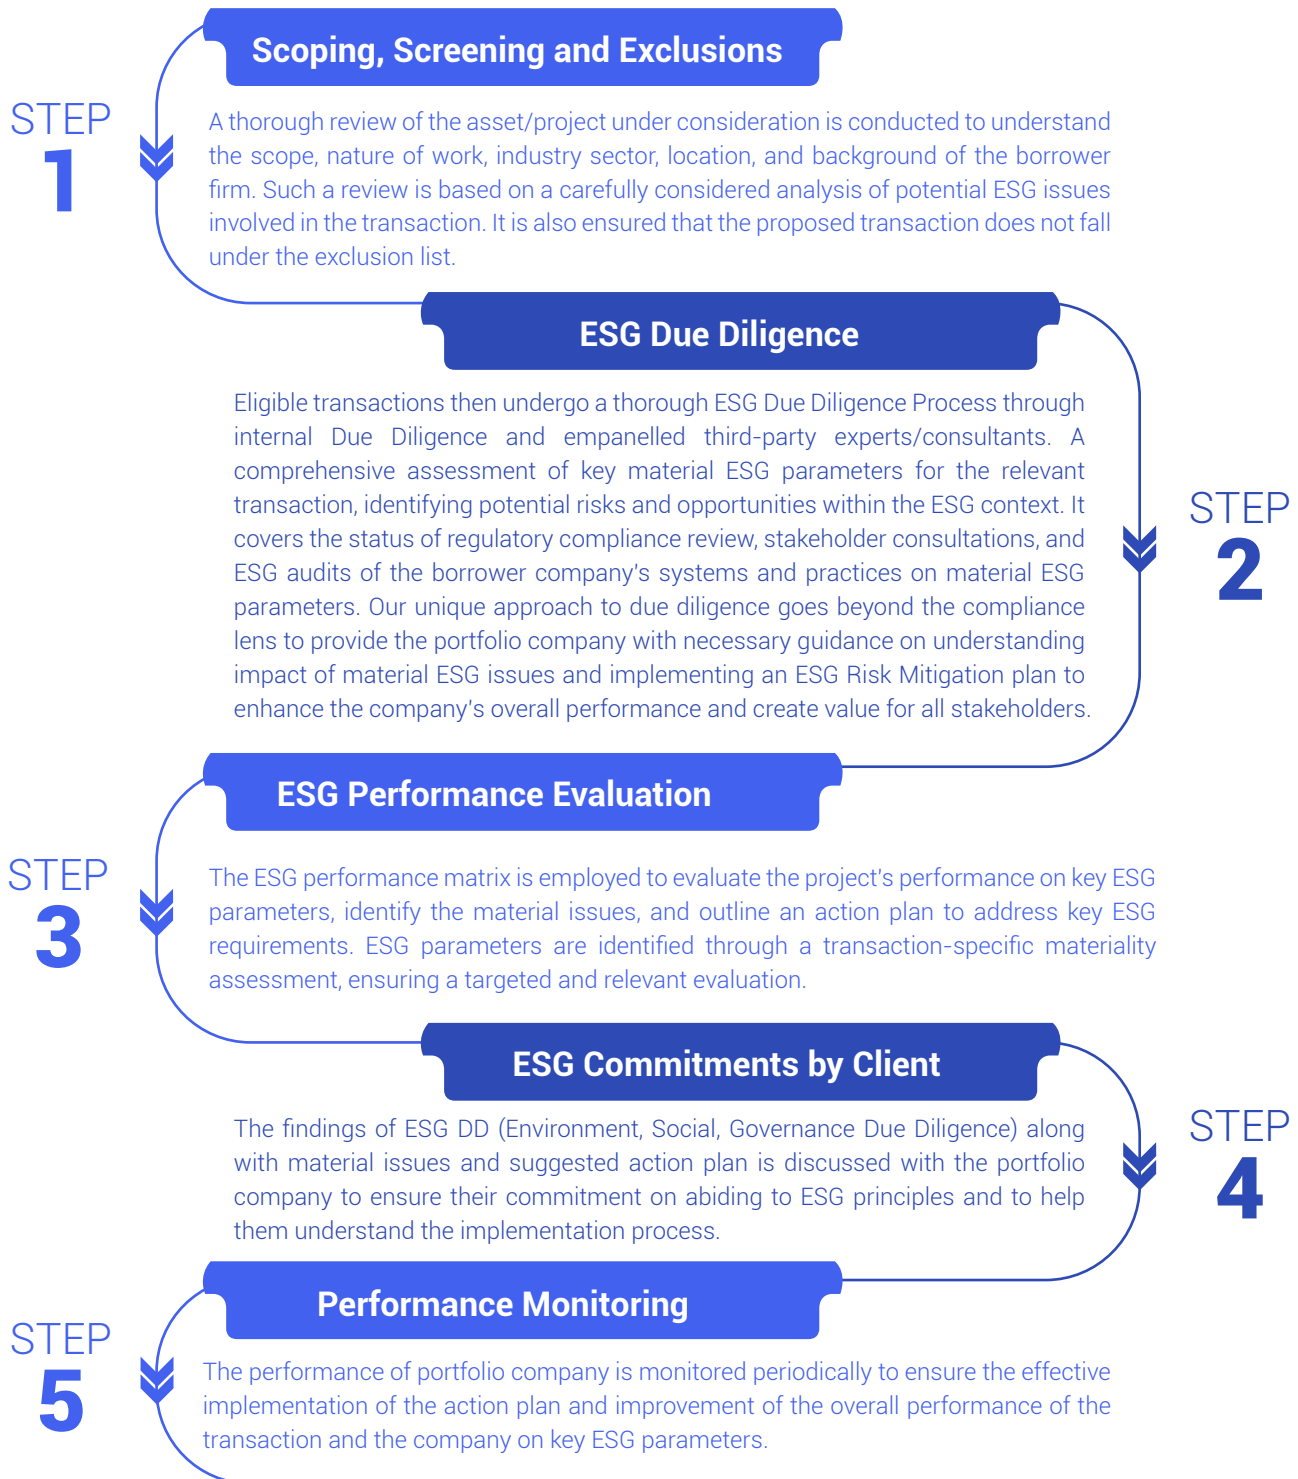 Scoping, Screening and Exclusions
STEP
1
A thorough review of the asset/project under consideration is conducted to understand
the scope, nature of work, industry sector, location, and background of the borrower
firm. Such a review is based on a carefully considered analysis of potential ESG issues
involved in the transaction. It is also ensured that the proposed transaction does not fall
under the exclusion list.
ESG Due Diligence
Eligible transactions then undergo a thorough ESG Due Diligence Process through
internal Due Diligence and empanelled third-party experts/consultants. A
comprehensive assessment of key material ESG parameters for the relevant
transaction, identifying potential risks and opportunities within the ESG context. It
covers the status of regulatory compliance review, stakeholder consultations, and
ESG audits of the borrower company's systems and practices on material ESG
parameters. Our unique approach to due diligence goes beyond the compliance
lens to provide the portfolio company with necessary guidance on understanding
impact of material ESG issues and implementing an ESG Risk Mitigation plan to
enhance the company's overall performance and create value for all stakeholders.
STEP
2
ESG Performance Evaluation
STEP
3
The ESG performance matrix is employed to evaluate the project's performance on key ESG
parameters, identify the material issues, and outline an action plan to address key ESG
requirements. ESG parameters are identified through a transaction-specific materiality
assessment, ensuring a targeted and relevant evaluation.
ESG Commitments by Client
The findings of ESG DD (Environment, Social, Governance Due Diligence) along
with material issues and suggested action plan is discussed with the portfolio
company to ensure their commitment on abiding to ESG principles and to help
them understand the implementation process.
STEP
4
Performance Monitoring
STEP
5
The performance of portfolio company is monitored periodically to ensure the effective
implementation of the action plan and improvement of the overall performance of the
transaction and the company on key ESG parameters.